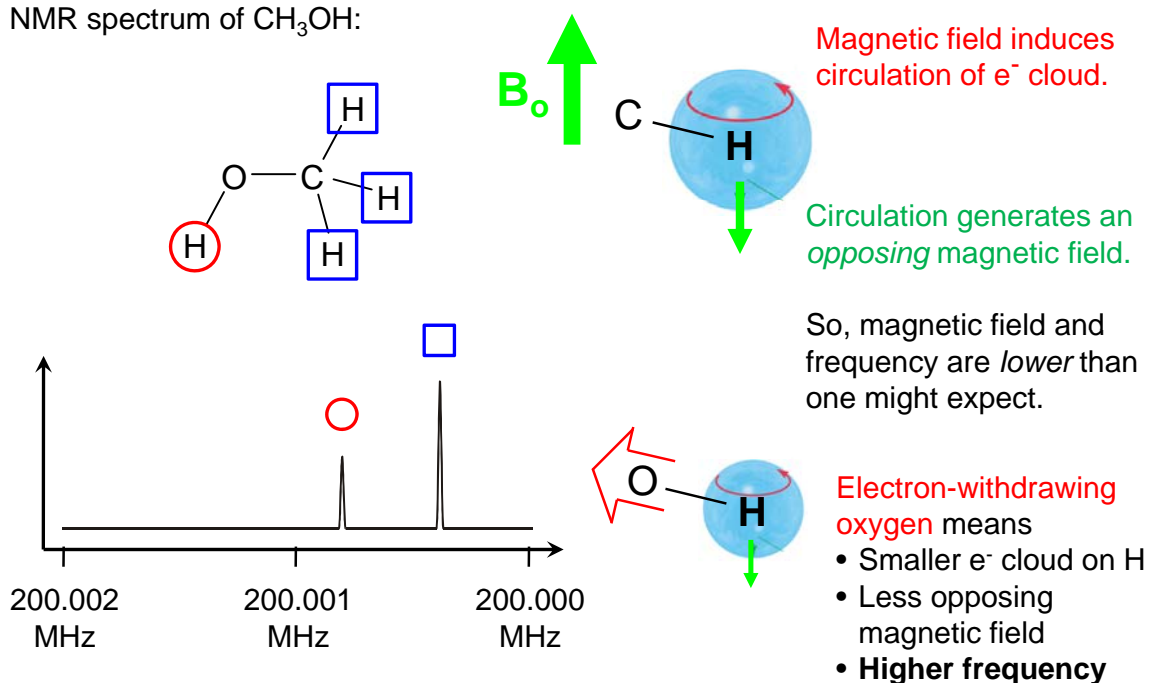 NMR spectrum of CH₃OH:
H
O
C
H
H
H
Bₒ
C
H
Magnetic field induces
circulation of e⁻ cloud.
Circulation generates an
opposing magnetic field.
So, magnetic field and
frequency are lower than
one might expect.
200.002
MHz
200.001
MHz
200.000
MHz
O
H
Electron-withdrawing
oxygen means
• Smaller e⁻ cloud on H
• Less opposing
magnetic field
• Higher frequency